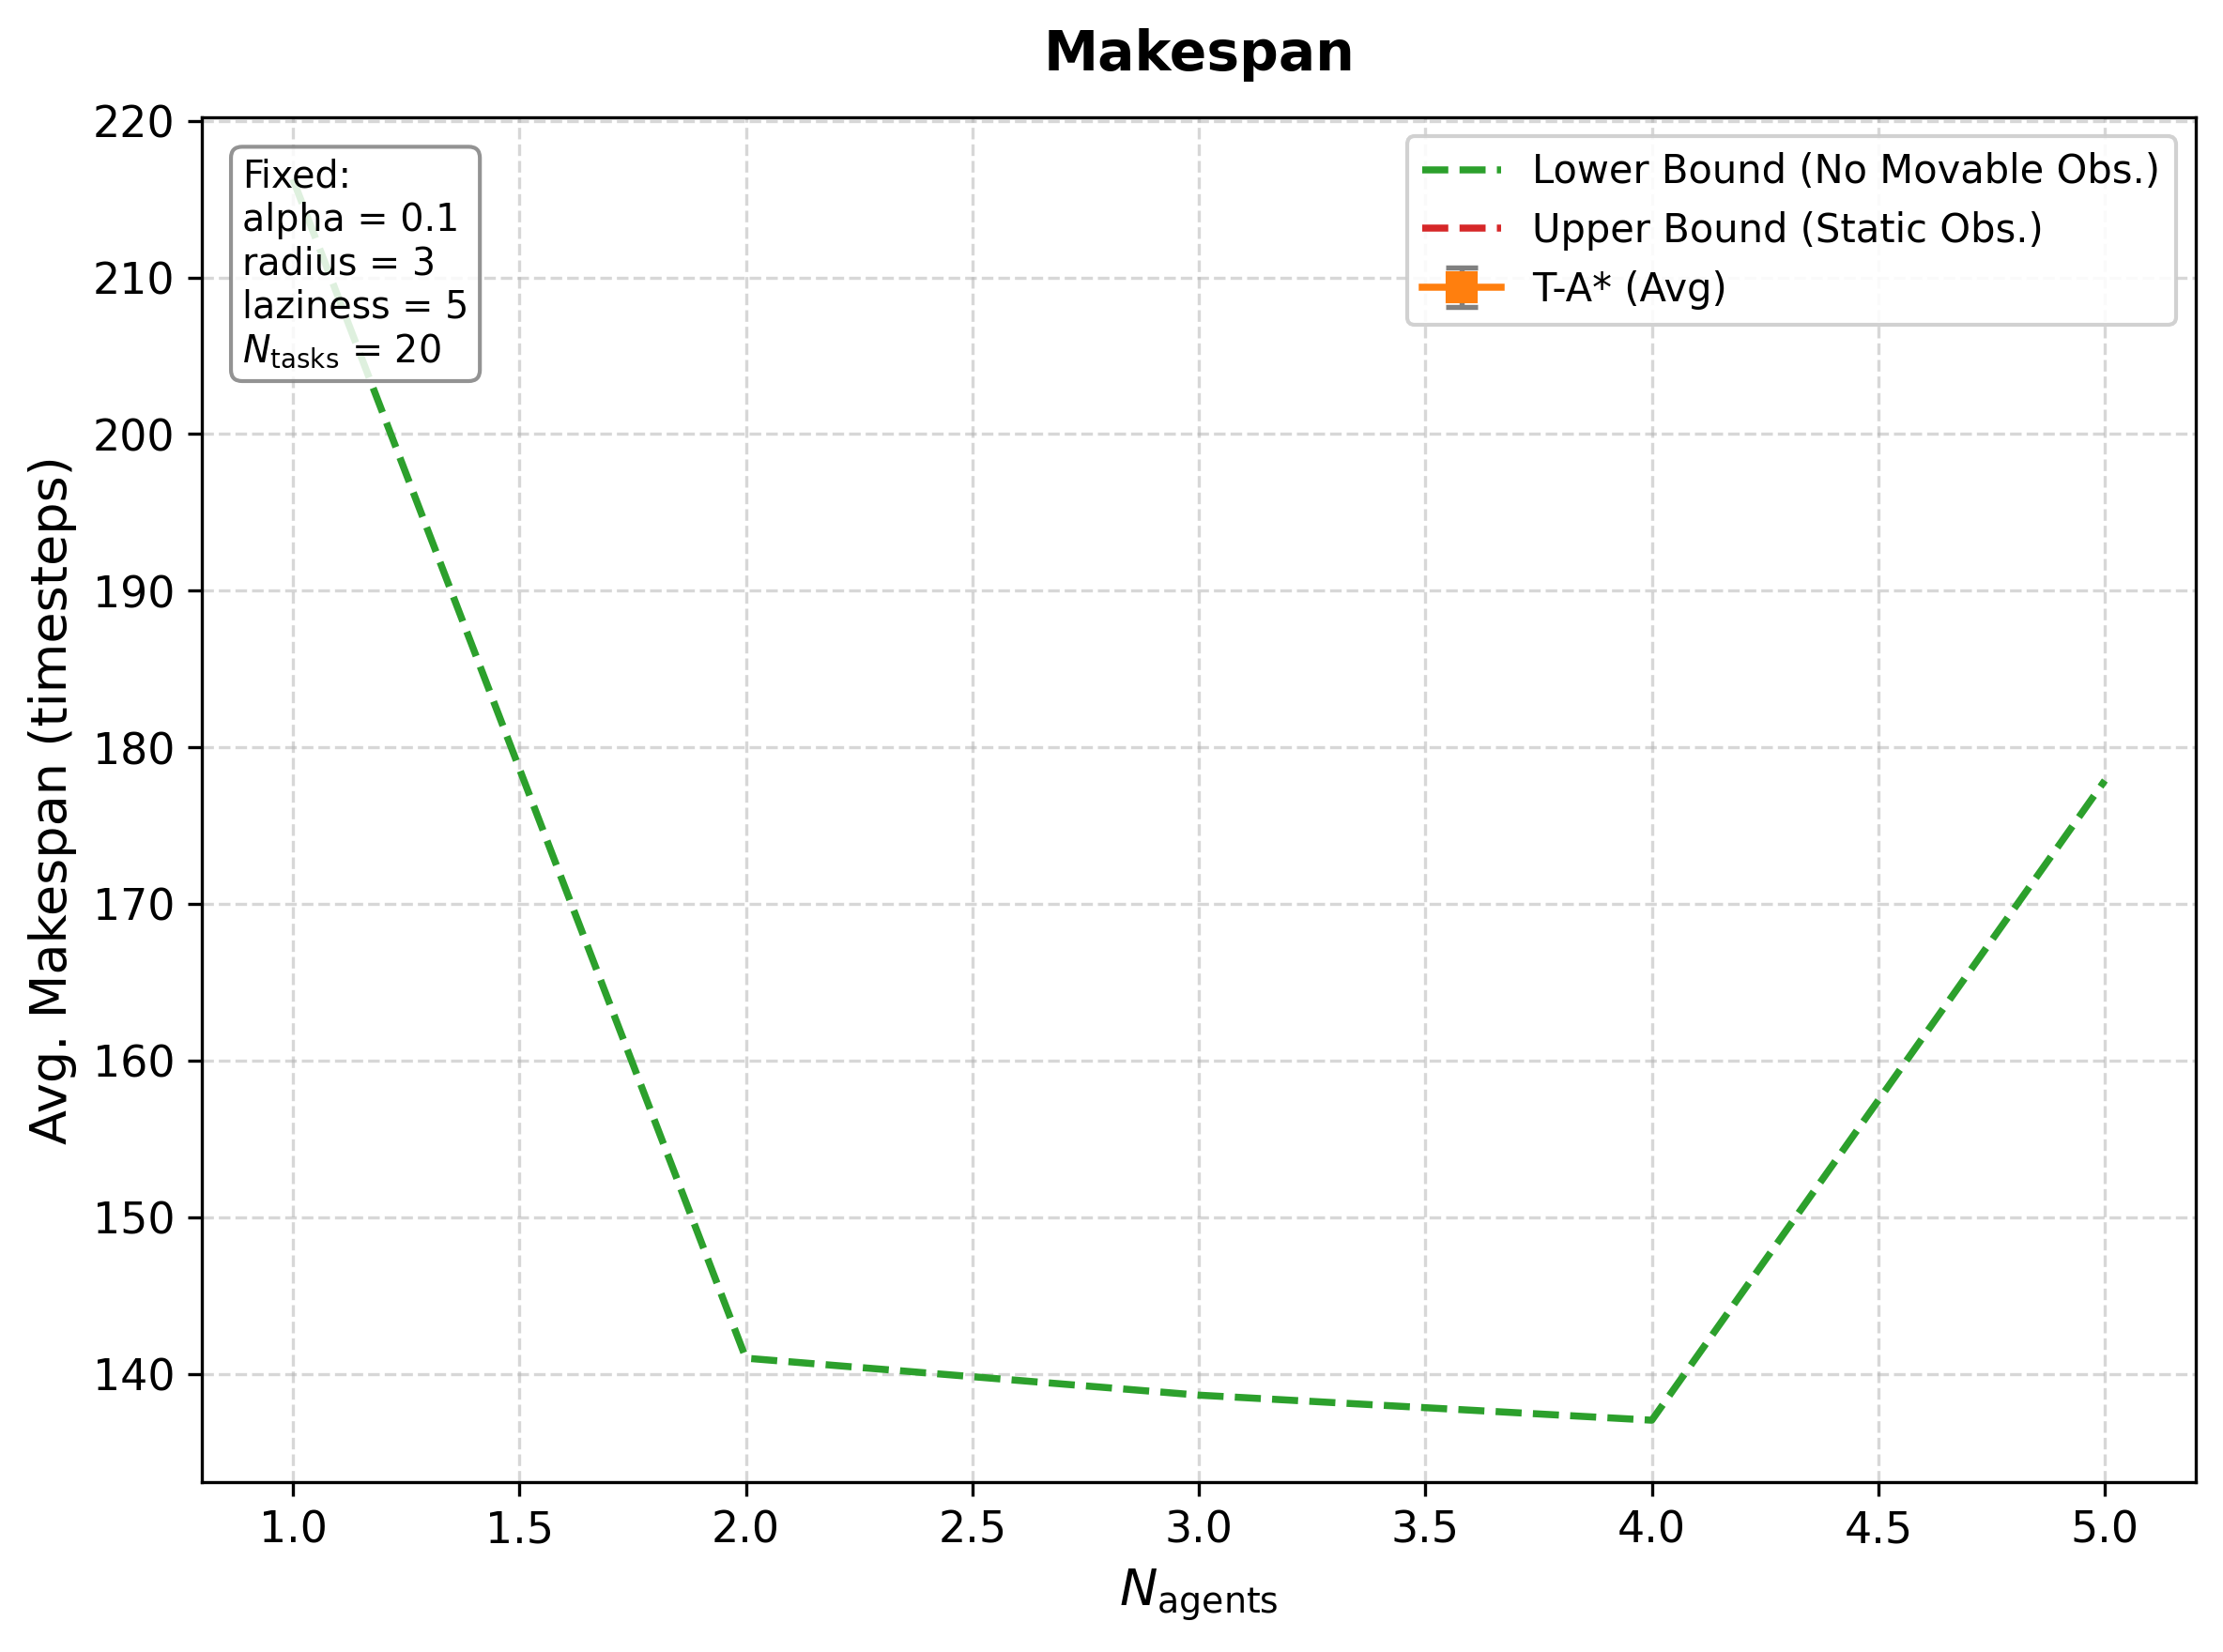 Makespan
Fixed:
alpha = 0.1
radius = 3
laziness = 5
N_tasks = 20
Lower Bound (No Movable Obs.)
Upper Bound (Static Obs.)
T-A* (Avg)
Avg. Makespan (timesteps)
220
210
200
190
180
170
160
150
140
1.0 1.5 2.0 2.5 3.0 3.5 4.0 4.5 5.0
N_agents